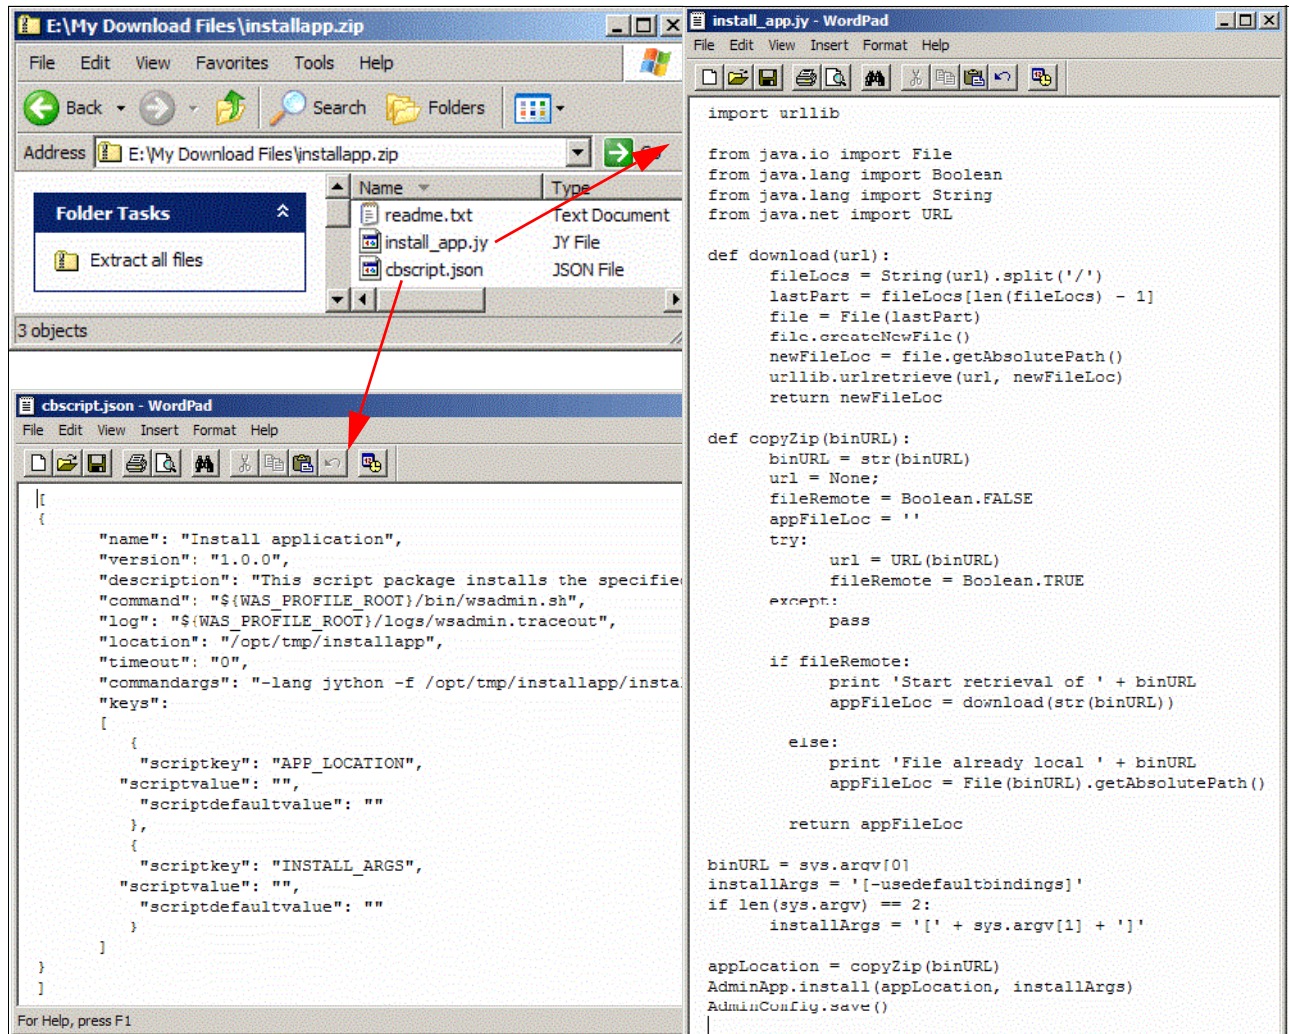 E:\My Download Files\installapp.zip
File Edit View Favorites Tools Help
Back Search Folders
Address E:\My Download Files\installapp.zip
Folder Tasks
Extract all files
Name Type
readme.txt Text Document
install_app.jy JY File
cbscript.json JSON File
3 objects
cbscript.json - WordPad
File Edit View Insert Format Help
[
{
"name": "Install application",
"version": "1.0.0",
"description": "This script package installs the specifie
"command": "${WAS_PROFILE_ROOT}/bin/wsadmin.sh",
"log": "${WAS_PROFILE_ROOT}/logs/wsadmin.traceout",
"location": "/opt/tmp/installapp",
"timeout": "0",
"commandargs": "-lang jython -f /opt/tmp/installapp/insta
"keys":
[
{
"scriptkey": "APP_LOCATION",
"scriptvalue": "",
"scriptdefaultvalue": ""
},
{
"scriptkey": "INSTALL_ARGS",
"scriptvalue": "",
"scriptdefaultvalue": ""
}
]
}
]
For Help, press F1
install_app.jy - WordPad
File Edit View Insert Format Help
import urllib
from java.io import File
from java.lang import Boolean
from java.lang import String
from java.net import URL
def download(url):
fileLocs = String(url).split('/')
lastPart = fileLocs[len(fileLocs) - 1]
file = File(lastPart)
file.createNewFile()
newFileLoc = file.getAbsolutePath()
urllib.urlretrieve(url, newFileLoc)
return newFileLoc
def copyZip(binURL):
binURL = str(binURL)
url = None;
fileRemote = Boolean.FALSE
appFileLoc = ''
try:
url = URL(binURL)
fileRemote = Boolean.TRUE
except:
pass
if fileRemote:
print 'Start retrieval of ' + binURL
appFileLoc = download(str(binURL))
else:
print 'File already local ' + binURL
appFileLoc = File(binURL).getAbsolutePath()
return appFileLoc
binURL = sys.argv[0]
installArgs = '[-usedefaultbindings]'
if len(sys.argv) == 2:
installArgs = '[' + sys.argv[1] + ']'
appLocation = copyZip(binURL)
AdminApp.install(appLocation, installArgs)
AdminConfig.save()